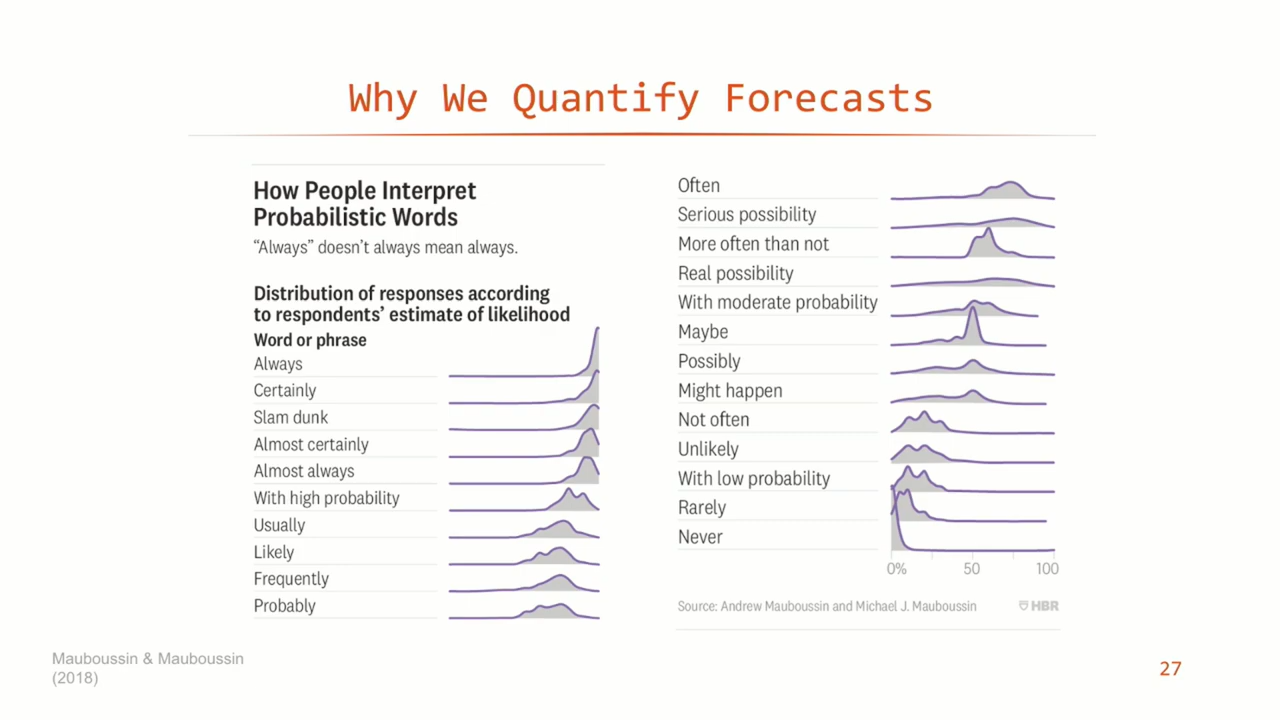 Why We Quantify Forecasts
How People Interpret
Probabilistic Words
“Always” doesn’t always mean always.
Distribution of responses according
to respondents’ estimate of likelihood
Word or phrase
Always
Certainly
Slam dunk
Almost certainly
Almost always
With high probability
Usually
Likely
Frequently
Probably
Often
Serious possibility
More often than not
Real possibility
With moderate probability
Maybe
Possibly
Might happen
Not often
Unlikely
With low probability
Rarely
Never
0% 50 100
Source: Andrew Mauboussin and Michael J. Mauboussin
HBR
Mauboussin & Mauboussin
(2018)
27